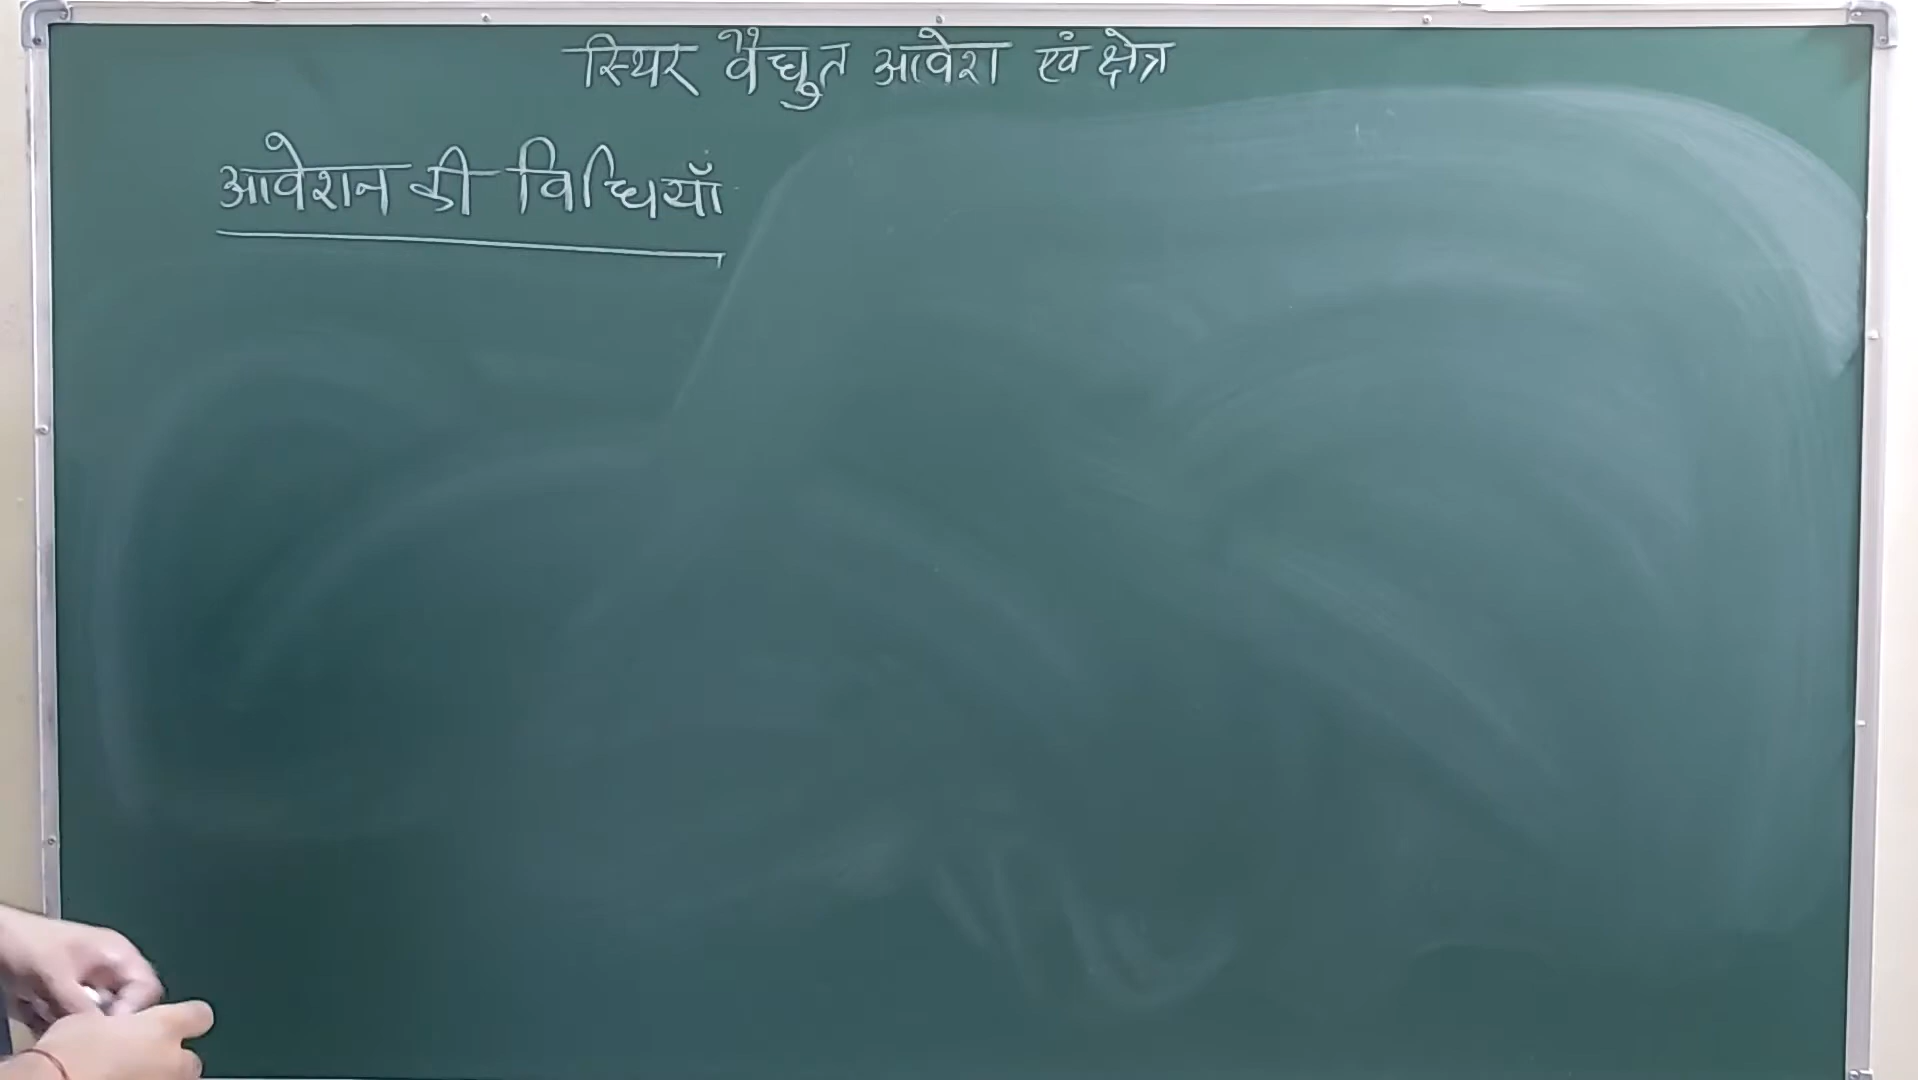 स्थिर वैद्युत आवेश एवं क्षेत्र
आवेशन की विधियाँ